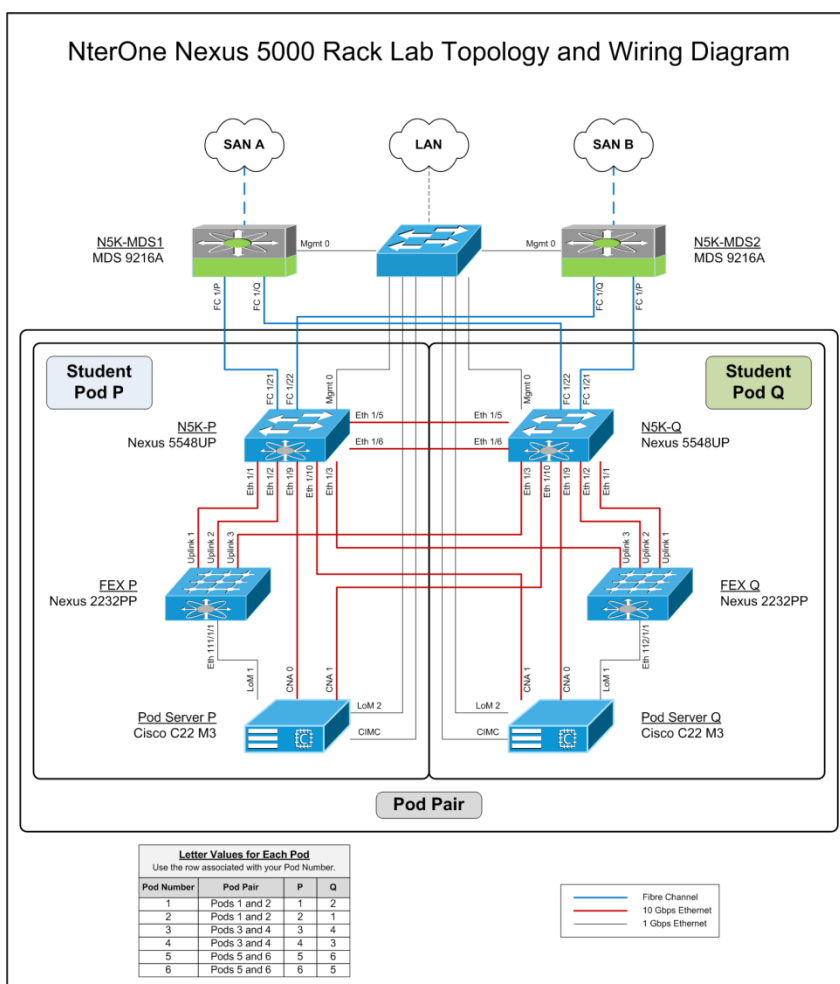 NterOne Nexus 5000 Rack Lab Topology and Wiring Diagram
SAN A
LAN
SAN B
N5K-MDS1
MDS 9216A
Mgmt 0
Mgmt 0
N5K-MDS2
MDS 9216A
FC 1/P
FC 1/Q
FC 1/Q
FC 1/P
Student
Pod P
Student
Pod Q
FC 1/21
FC 1/22
Mgmt 0
Mgmt 0
FC 1/22
FC 1/21
N5K-P
Nexus 5548UP
Eth 1/5
Eth 1/5
Eth 1/6
Eth 1/6
N5K-Q
Nexus 5548UP
Eth 1/1
Eth 1/2
Eth 1/9
Eth 1/10
Eth 1/3
Eth 1/3
Eth 1/10
Eth 1/9
Eth 1/2
Eth 1/1
Uplink 1
Uplink 2
Uplink 3
Uplink 3
Uplink 2
Uplink 1
FEX P
Nexus 2232PP
FEX Q
Nexus 2232PP
Eth 111/1/1
Eth 112/1/1
LoM 1
CNA 0
CNA 1
CNA 1
CNA 0
LoM 1
Pod Server P
Cisco C22 M3
LoM 2
CIMC
LoM 2
CIMC
Pod Server Q
Cisco C22 M3
Pod Pair
Letter Values for Each Pod
Use the row associated with your Pod Number.
Pod Number Pod Pair P Q
1 Pods 1 and 2 1 2
2 Pods 1 and 2 2 1
3 Pods 3 and 4 3 4
4 Pods 3 and 4 4 3
5 Pods 5 and 6 5 6
6 Pods 5 and 6 6 5
Fibre Channel
10 Gbps Ethernet
1 Gbps Ethernet